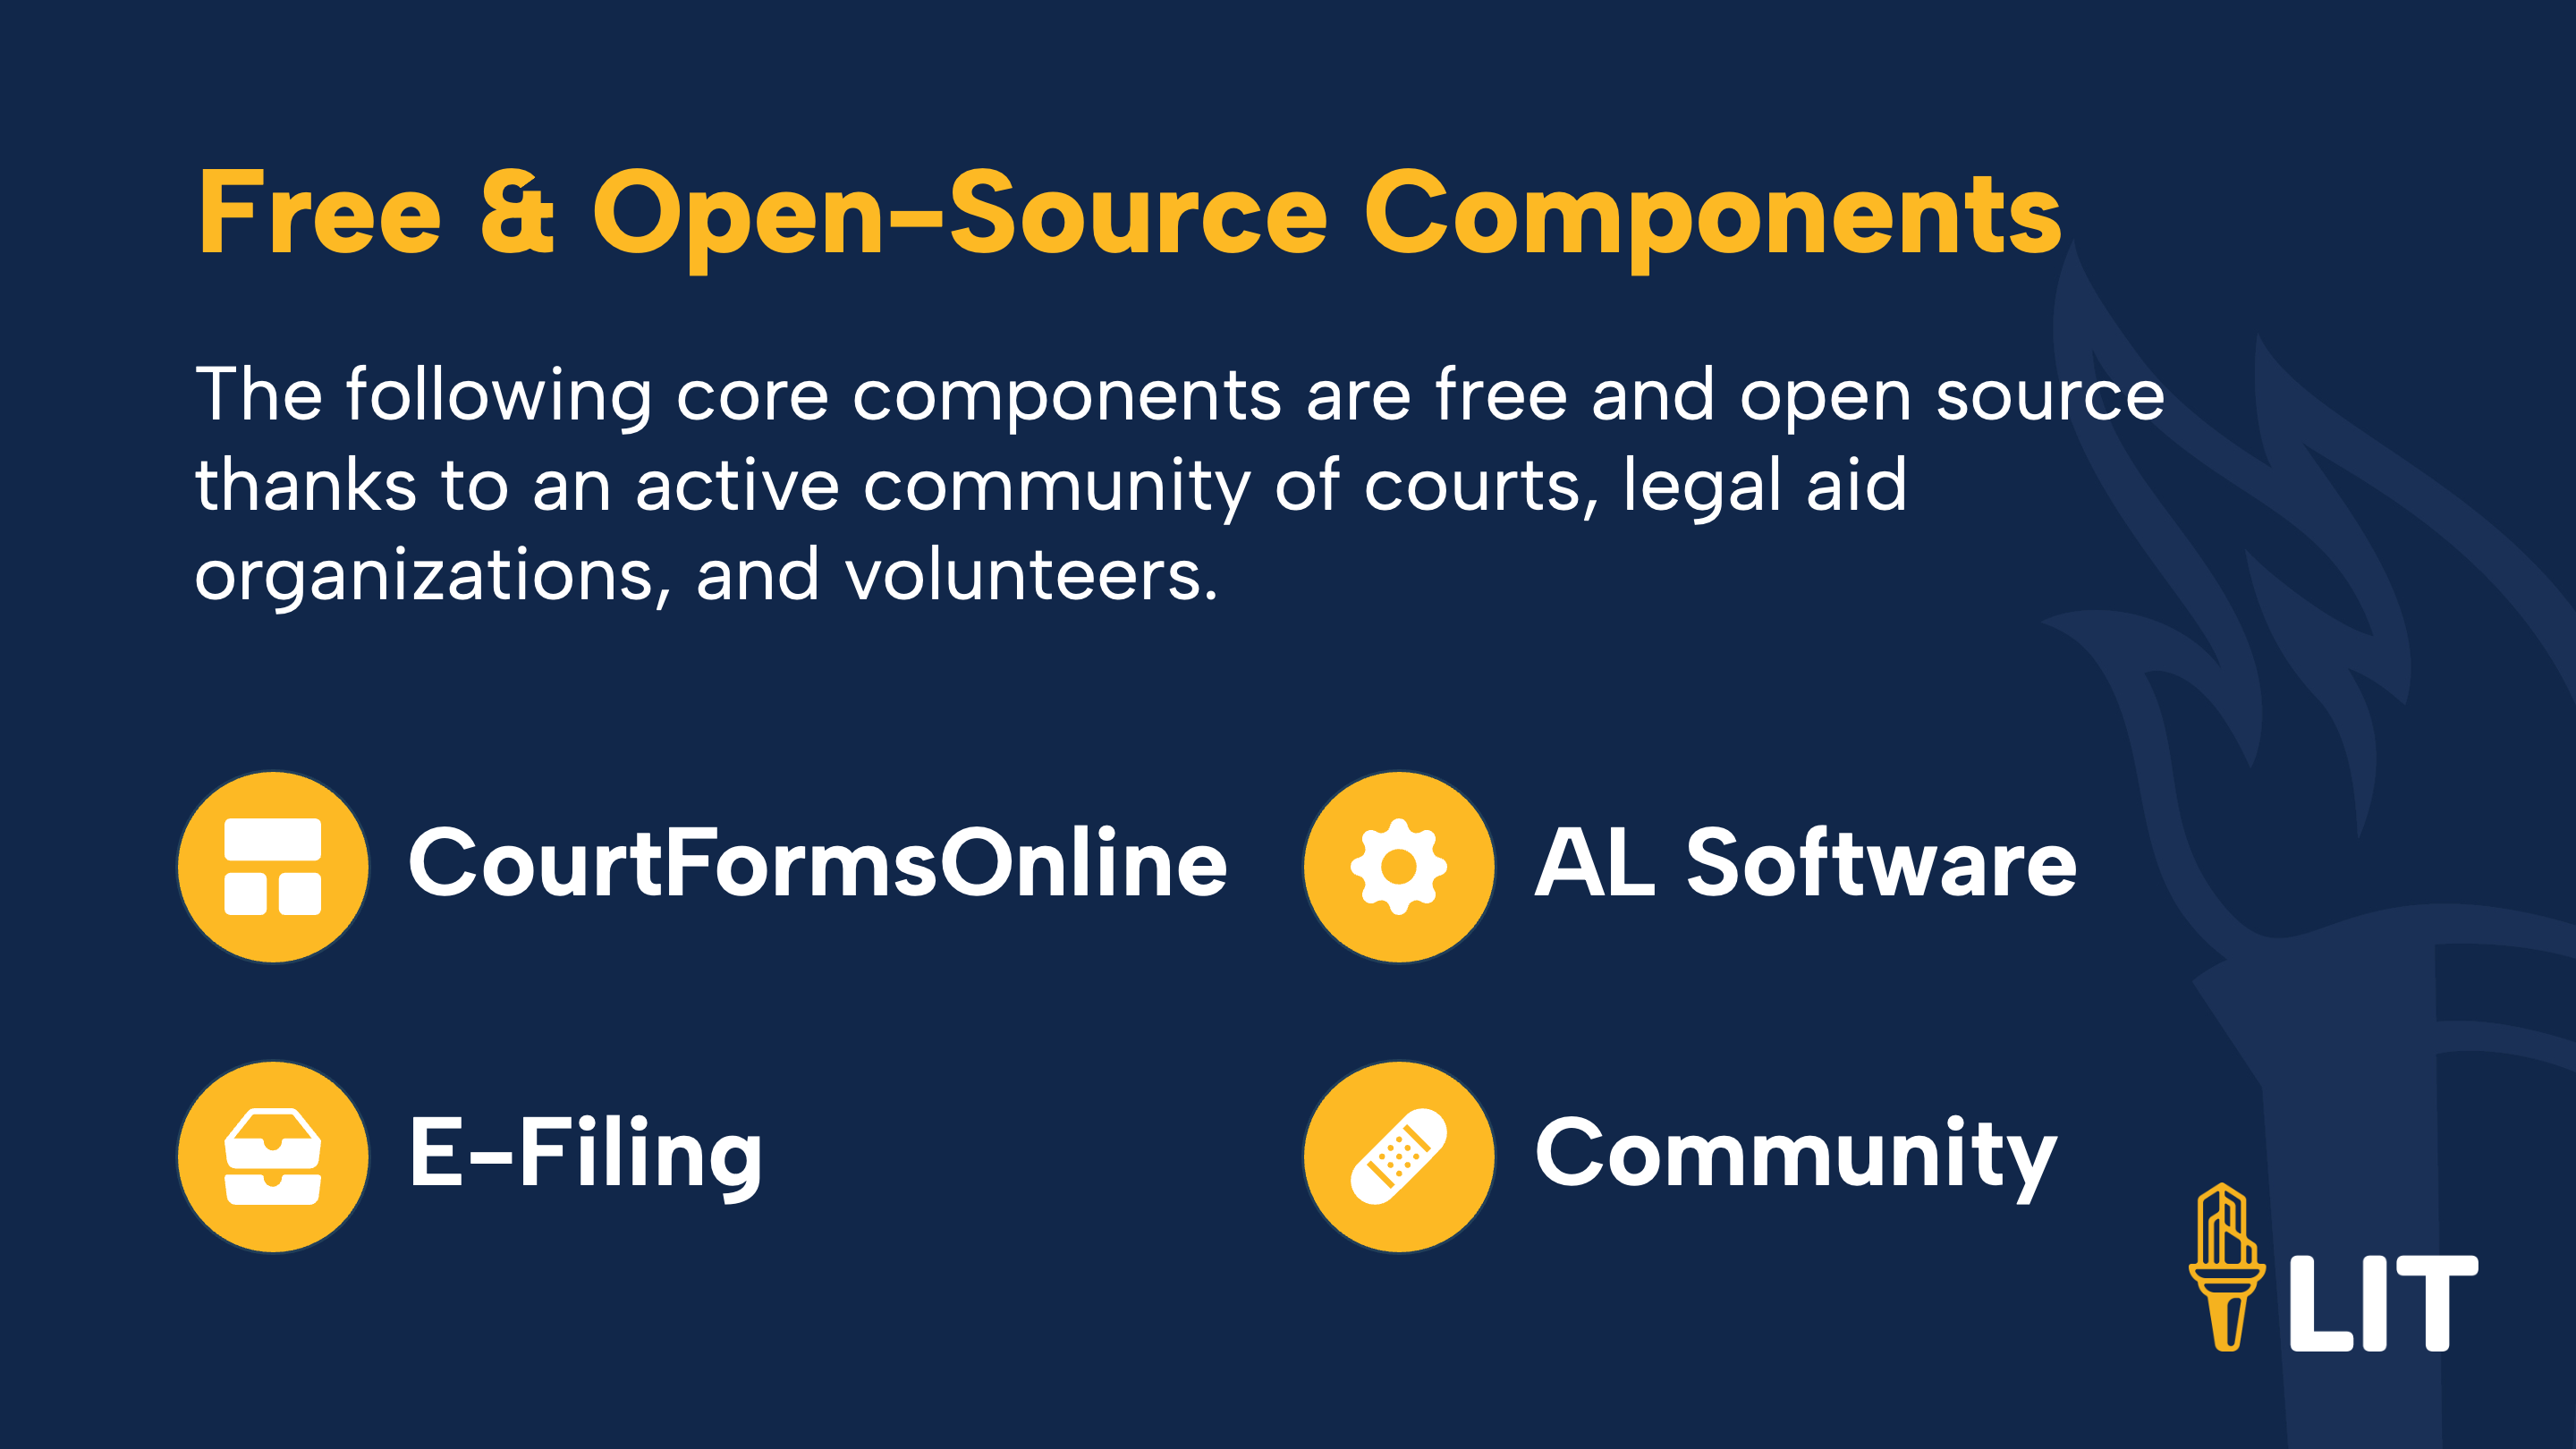 Free & Open-Source Components
The following core components are free and open source
thanks to an active community of courts, legal aid
organizations, and volunteers.
CourtFormsOnline
AL Software
E-Filing
Community
LIT